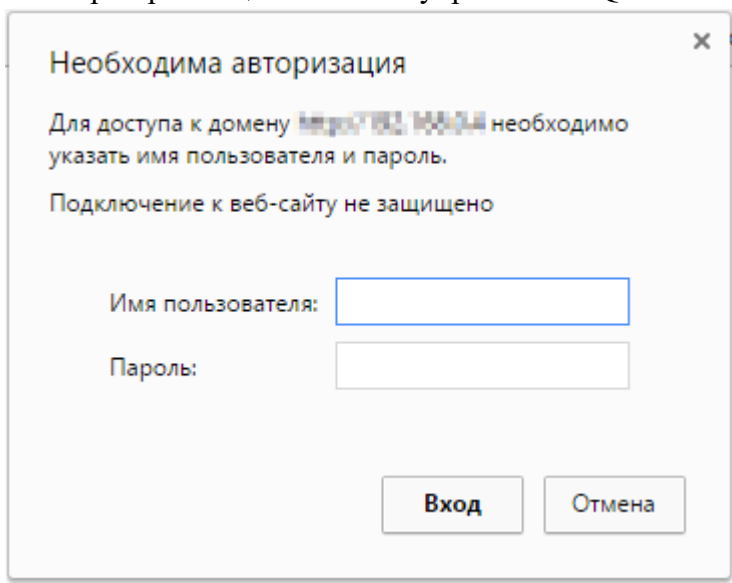 Необходима авторизация
Для доступа к домену необходимо
указать имя пользователя и пароль.
Подключение к веб-сайту не защищено
Имя пользователя:
Пароль:
Вход
Отмена